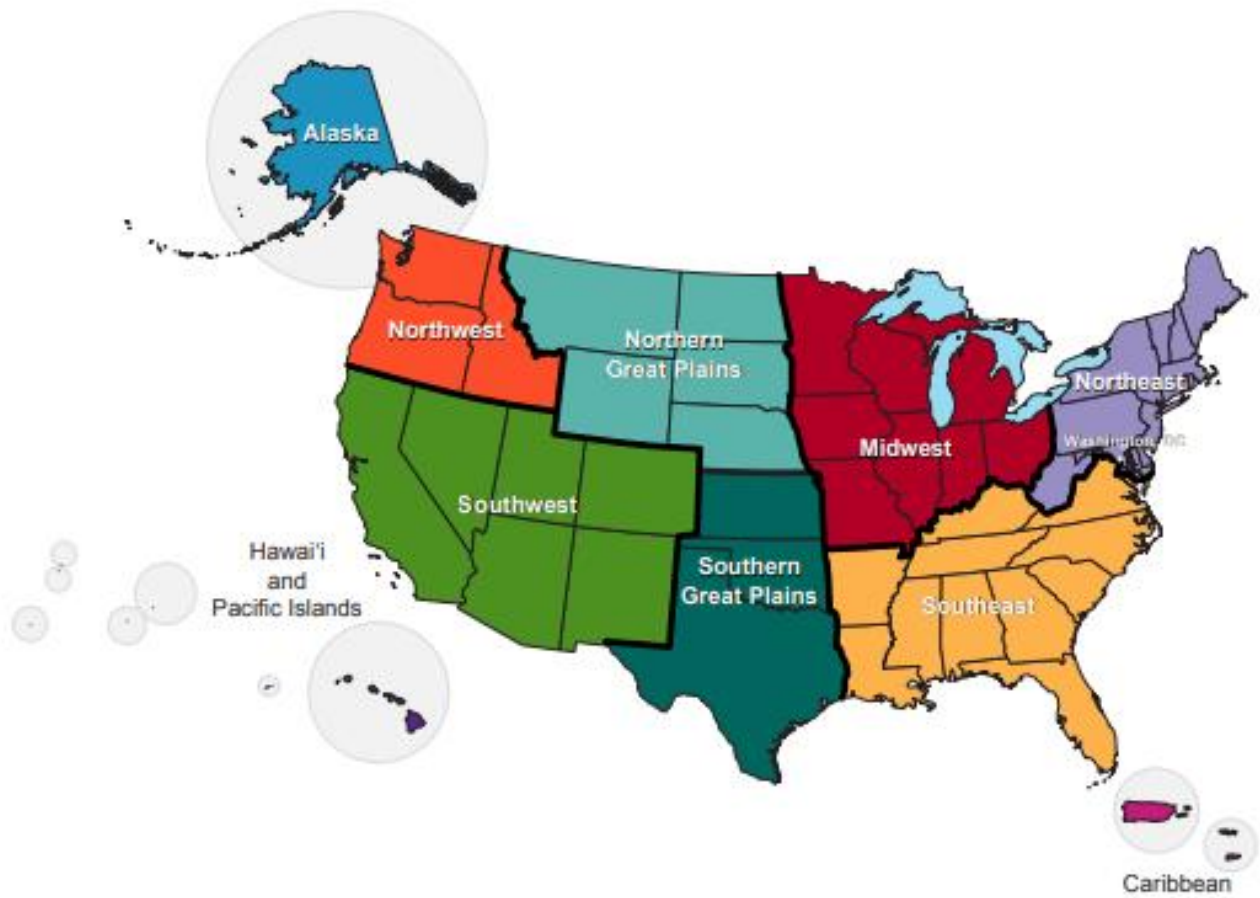 Alaska
Northwest
Northern
Great Plains
Northeast
Washington, DC
Midwest
Southwest
Hawai'i
and
Pacific Islands
Southern
Great Plains
Southeast
Caribbean